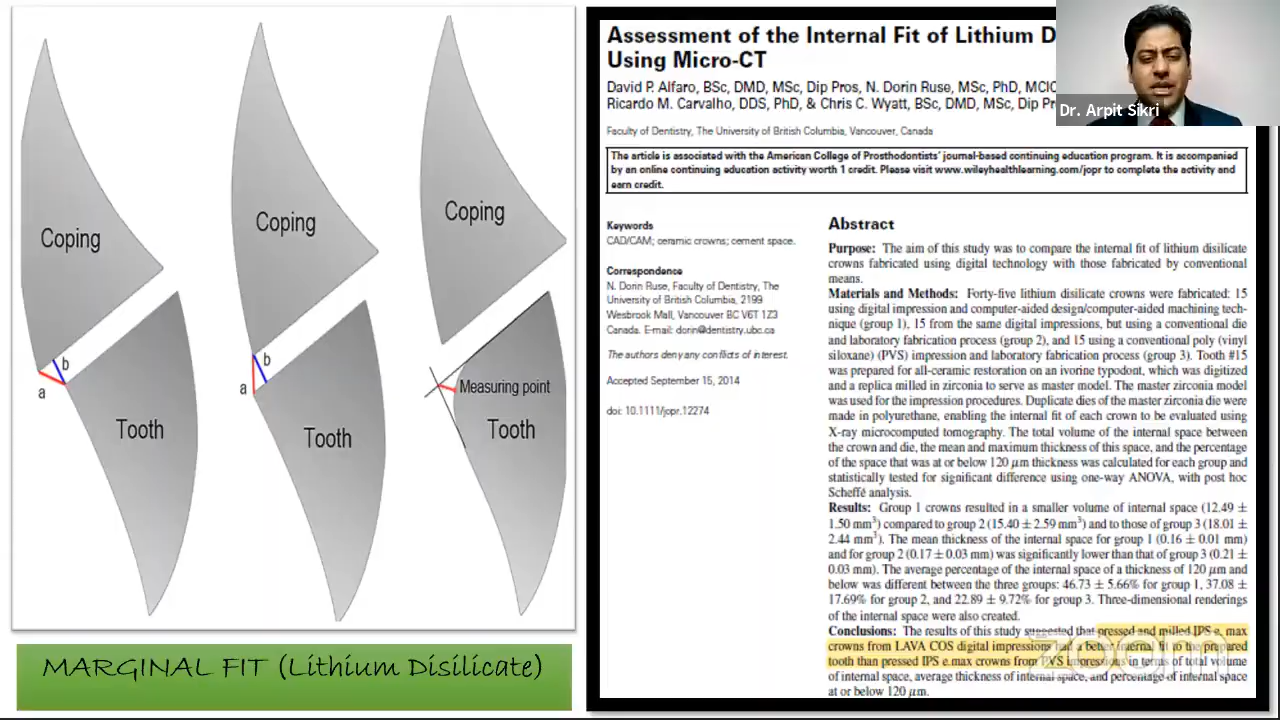 Coping
Coping
Coping
b
a
b
a
Measuring point
Tooth
Tooth
Tooth
MARGINAL FIT (Lithium Disilicate)
Assessment of the Internal Fit of Lithium D
Using Micro-CT
David P. Alfaro, BSc, DMD, MSc, Dip Pros, N. Dorin Ruse, MSc, PhD, MCIC
Ricardo M. Carvalho, DDS, PhD, & Chris C. Wyatt, BSc, DMD, MSc, Dip Pr
Dr. Arpit Sikri
Faculty of Dentistry, The University of British Columbia, Vancouver, Canada
The article is associated with the American College of Prosthodontists' journal-based continuing education program. It is accompanied
by an online continuing education activity worth 1 credit. Please visit www.wileyhealthlearning.com/jopr to complete the activity and
earn credit.
Keywords
CAD/CAM; ceramic crowns; cement space.
Correspondence
N. Dorin Ruse, Faculty of Dentistry, The
University of British Columbia, 2199
Wesbrook Mall, Vancouver BC V6T 1Z3
Canada. E-mail: dorin@dentistry.ubc.ca
The authors deny any conflicts of interest.
Accepted September 15, 2014
doi: 10.1111/jopr.12274
Abstract
Purpose: The aim of this study was to compare the internal fit of lithium disilicate
crowns fabricated using digital technology with those fabricated by conventional
means.
Materials and Methods: Forty-five lithium disilicate crowns were fabricated: 15
using digital impression and computer-aided design/computer-aided machining tech-
nique (group 1), 15 from the same digital impressions, but using a conventional die
and laboratory fabrication process (group 2), and 15 using a conventional poly (vinyl
siloxane) (PVS) impression and laboratory fabrication process (group 3). Tooth #15
was prepared for all-ceramic restoration on an ivorine typodont, which was digitized
and a replica milled in zirconia to serve as master model. The master zirconia model
was used for the impression procedures. Duplicate dies of the master zirconia die were
made in polyurethane, enabling the internal fit of each crown to be evaluated using
X-ray microcomputed tomography. The total volume of the internal space between
the crown and die, the mean and maximum thickness of this space, and the percentage
of the space that was at or below 120 μm thickness was calculated for each group and
statistically tested for significant difference using one-way ANOVA, with post hoc
Scheffé analysis.
Results: Group 1 crowns resulted in a smaller volume of internal space (12.49 ±
1.50 mm³) compared to group 2 (15.40 ± 2.59 mm³) and to those of group 3 (18.01 ±
2.44 mm³). The mean thickness of the internal space for group 1 (0.16 ± 0.01 mm)
and for group 2 (0.17 ± 0.03 mm) was significantly lower than that of group 3 (0.21 ±
0.03 mm). The average percentage of the internal space of a thickness of 120 μm and
below was different between the three groups: 46.73 ± 5.66% for group 1, 37.08 ±
17.69% for group 2, and 22.89 ± 9.72% for group 3. Three-dimensional renderings
of the internal space were also created.
Conclusions: The results of this study suggested that pressed and milled IPS e. max
crowns from LAVA COS digital impressions had a better internal fit to the prepared
tooth than pressed IPS e.max crowns from PVS impressions in terms of total volume
of internal space, average thickness of internal space, and percentage of internal space
at or below 120 μm.
zoom